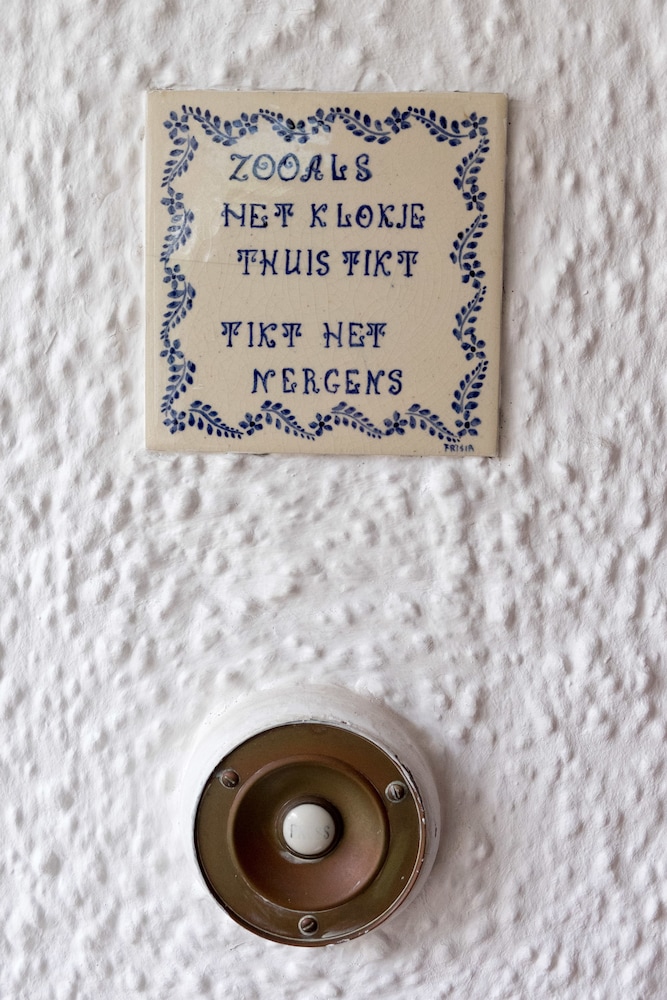 ZOOALS
HET KLOKJE
THUIS TIKT
TIKT HET
NERGENS
FRISIA